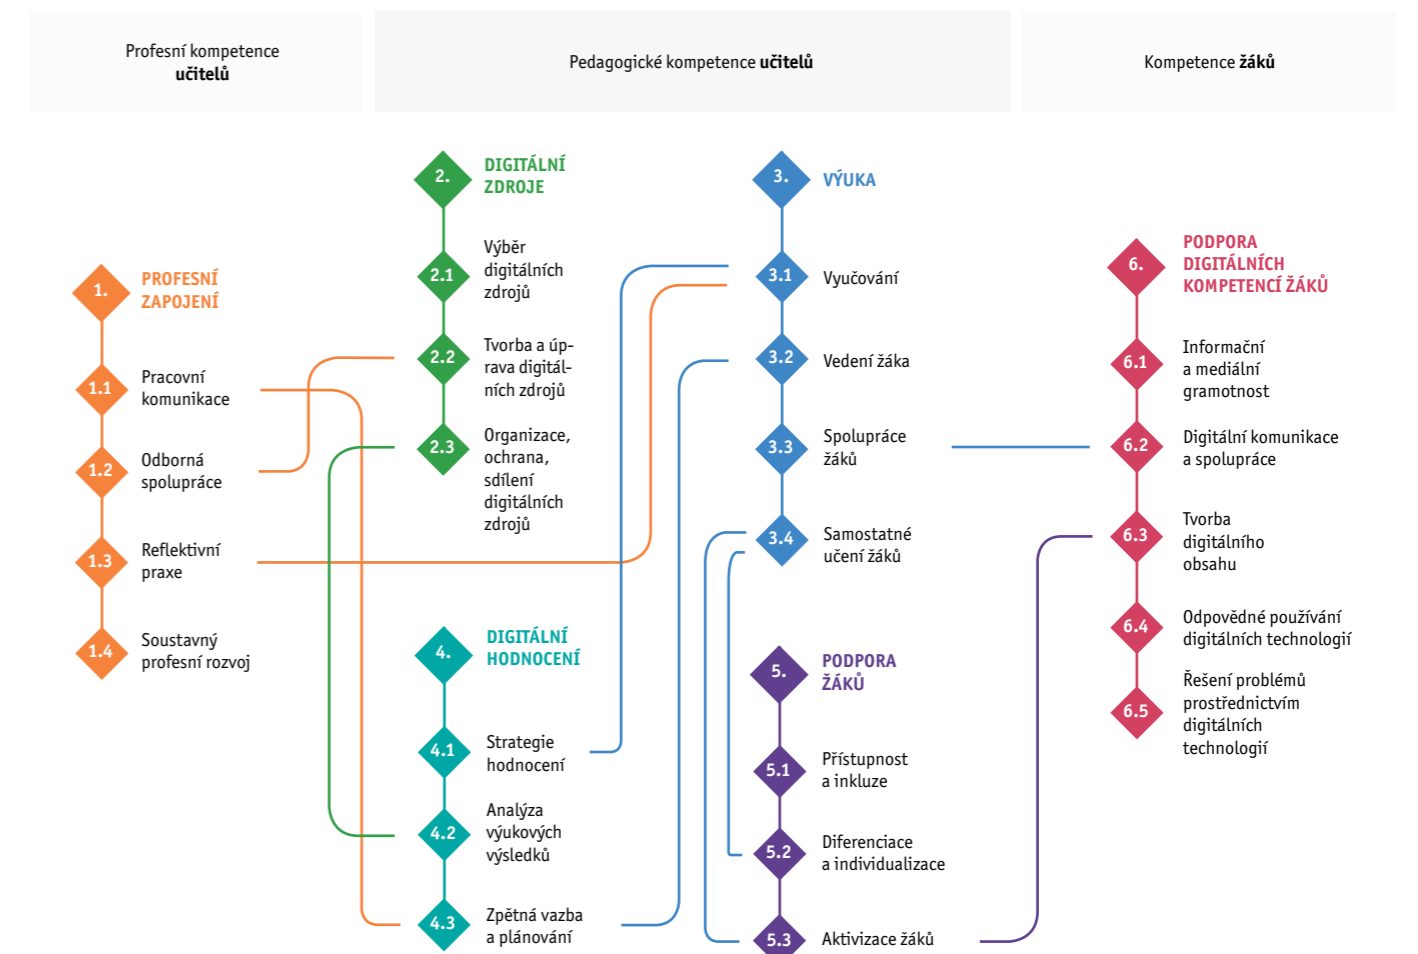 Profesní kompetence
učitelů
Pedagogické kompetence učitelů
Kompetence žáků
1.
PROFESNÍ
ZAPOJENÍ
1.1
Pracovní
komunikace
1.2
Odborná
spolupráce
1.3
Reflektivní
praxe
1.4
Soustavný
profesní rozvoj
2.
DIGITÁLNÍ
ZDROJE
2.1
Výběr
digitálních
zdrojů
2.2
Tvorba a úp-
rava digitál-
ních zdrojů
2.3
Organizace,
ochrana,
sdílení
digitálních
zdrojů
4.
DIGITÁLNÍ
HODNOCENÍ
4.1
Strategie
hodnocení
4.2
Analýza
výukových
výsledků
4.3
Zpětná vazba
a plánování
3.
VÝUKA
3.1
Vyučování
3.2
Vedení žáka
3.3
Spolupráce
žáků
3.4
Samostatné
učení žáků
5.
PODPORA
ŽÁKŮ
5.1
Přístupnost
a inkluze
5.2
Diferenciace
a individualizace
5.3
Aktivizace žáků
6.
PODPORA
DIGITÁLNÍCH
KOMPETENCÍ ŽÁKŮ
6.1
Informační
a mediální
gramotnost
6.2
Digitální komunikace
a spolupráce
6.3
Tvorba
digitálního
obsahu
6.4
Odpovědné používání
digitálních technologií
6.5
Řešení problémů
prostřednictvím
digitálních
technologií